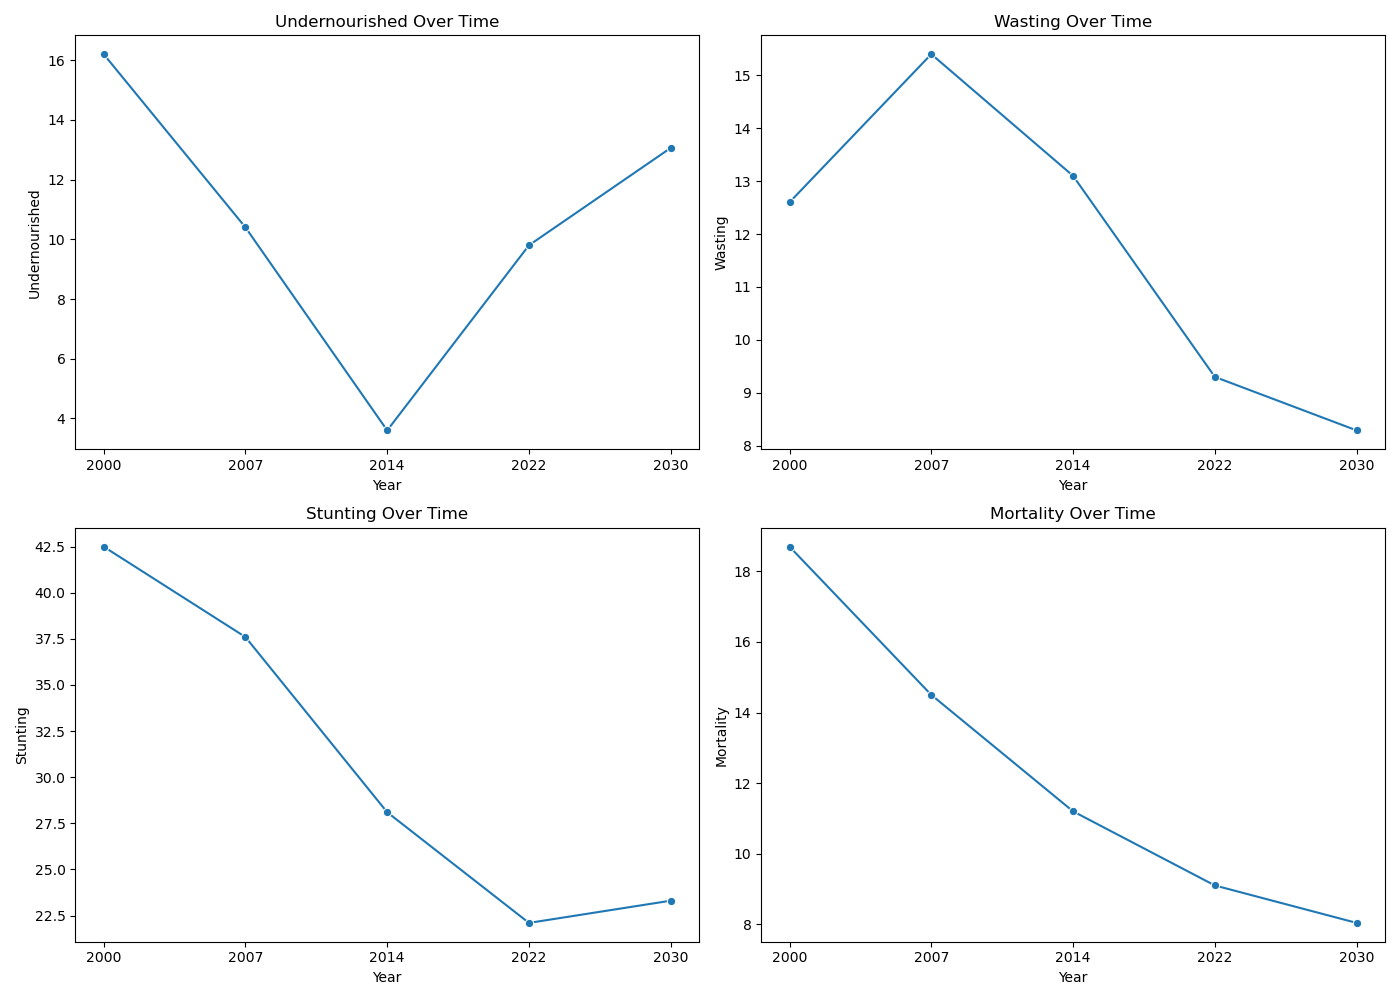 Undernourished Over Time
Undernourished
16
14
12
10
8
6
4
2000 2007 2014 2022 2030
Year
Wasting Over Time
Wasting
15
14
13
12
11
10
9
8
2000 2007 2014 2022 2030
Year
Stunting Over Time
Stunting
42.5
40.0
37.5
35.0
32.5
30.0
27.5
25.0
22.5
2000 2007 2014 2022 2030
Year
Mortality Over Time
Mortality
18
16
14
12
10
8
2000 2007 2014 2022 2030
Year